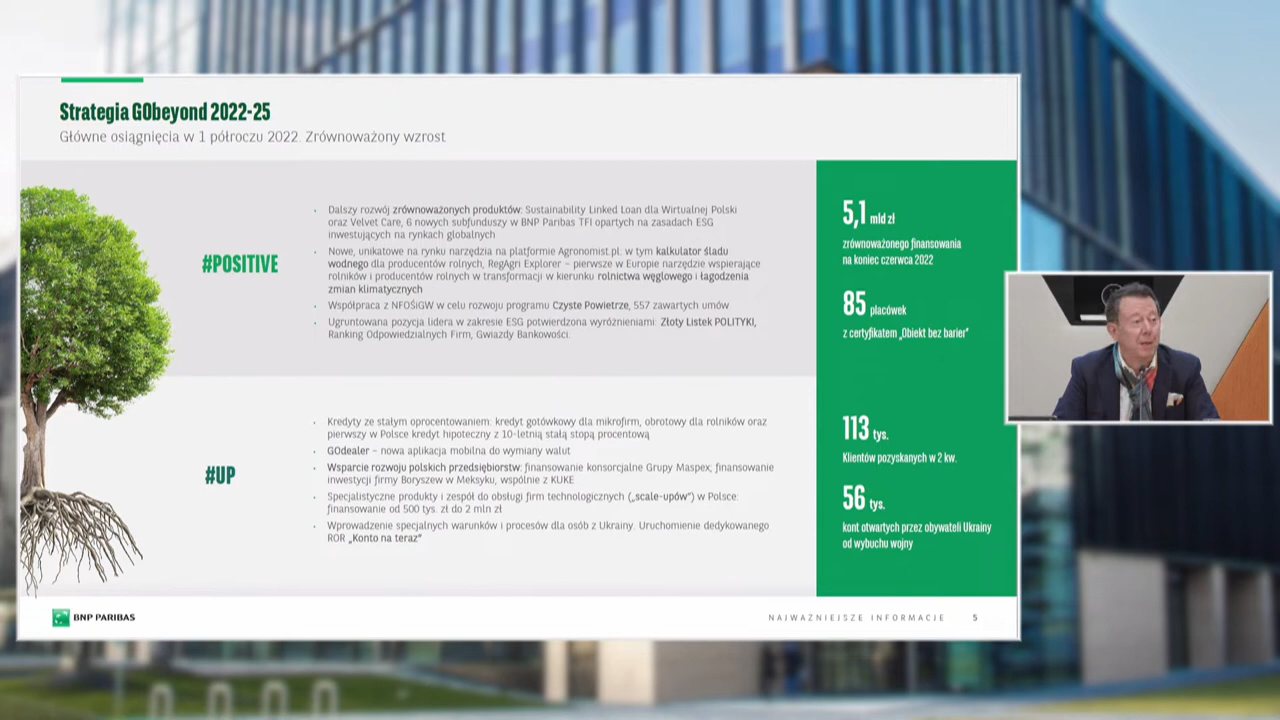 Strategia GObeyond 2022-25
Główne osiągnięcia w 1 półroczu 2022. Zrównoważony wzrost
#POSITIVE
• Dalszy rozwój zrównoważonych produktów: Sustainability Linked Loan dla Wirtualnej Polski
oraz Velvet Care, 6 nowych subfunduszy w BNP Paribas TFI opartych na zasadach ESG
inwestujących na rynkach globalnych
• Nowe, unikatowe na rynku narzędzia na platformie Agronomist.pl: w tym kalkulator śladu
wodnego dla producentów rolnych, RegAgri Explorer – pierwsze w Europie narzędzie wspierające
rolników i producentów rolnych w transformacji w kierunku rolnictwa węglowego i łagodzenia
zmian klimatycznych
• Współpraca z NFOŚiGW w celu rozwoju programu Czyste Powietrze, 557 zawartych umów
• Ugruntowana pozycja lidera w zakresie ESG potwierdzona wyróżnieniami: Złoty Listek POLITYKI,
Ranking Odpowiedzialnych Firm, Gwiazdy Bankowości.
5,1 mld zł
zrównoważonego finansowania
na koniec czerwca 2022
85 placówek
z certyfikatem „Obiekt bez barier”
#UP
• Kredyty ze stałym oprocentowaniem: kredyt gotówkowy dla mikrofirm, obrotowy dla rolników oraz
pierwszy w Polsce kredyt hipoteczny z 10-letnią stałą stopą procentową
• GOdealer – nowa aplikacja mobilna do wymiany walut
• Wsparcie rozwoju polskich przedsiębiorstw: finansowanie konsorcjalne Grupy Maspex; finansowanie
inwestycji firmy Boryszew w Meksyku, wspólnie z KUKE
• Specjalistyczne produkty i zespół do obsługi firm technologicznych („scale-upów”) w Polsce:
finansowanie od 500 tys. zł do 2 mln zł
• Wprowadzenie specjalnych warunków i procesów dla osób z Ukrainy. Uruchomienie dedykowanego
ROR „Konto na teraz”
113 tys.
Klientów pozyskanych w 2 kw.
56 tys.
kont otwartych przez obywateli Ukrainy
od wybuchu wojny
BNP PARIBAS
NAJWAŻNIEJSZE INFORMACJE 5